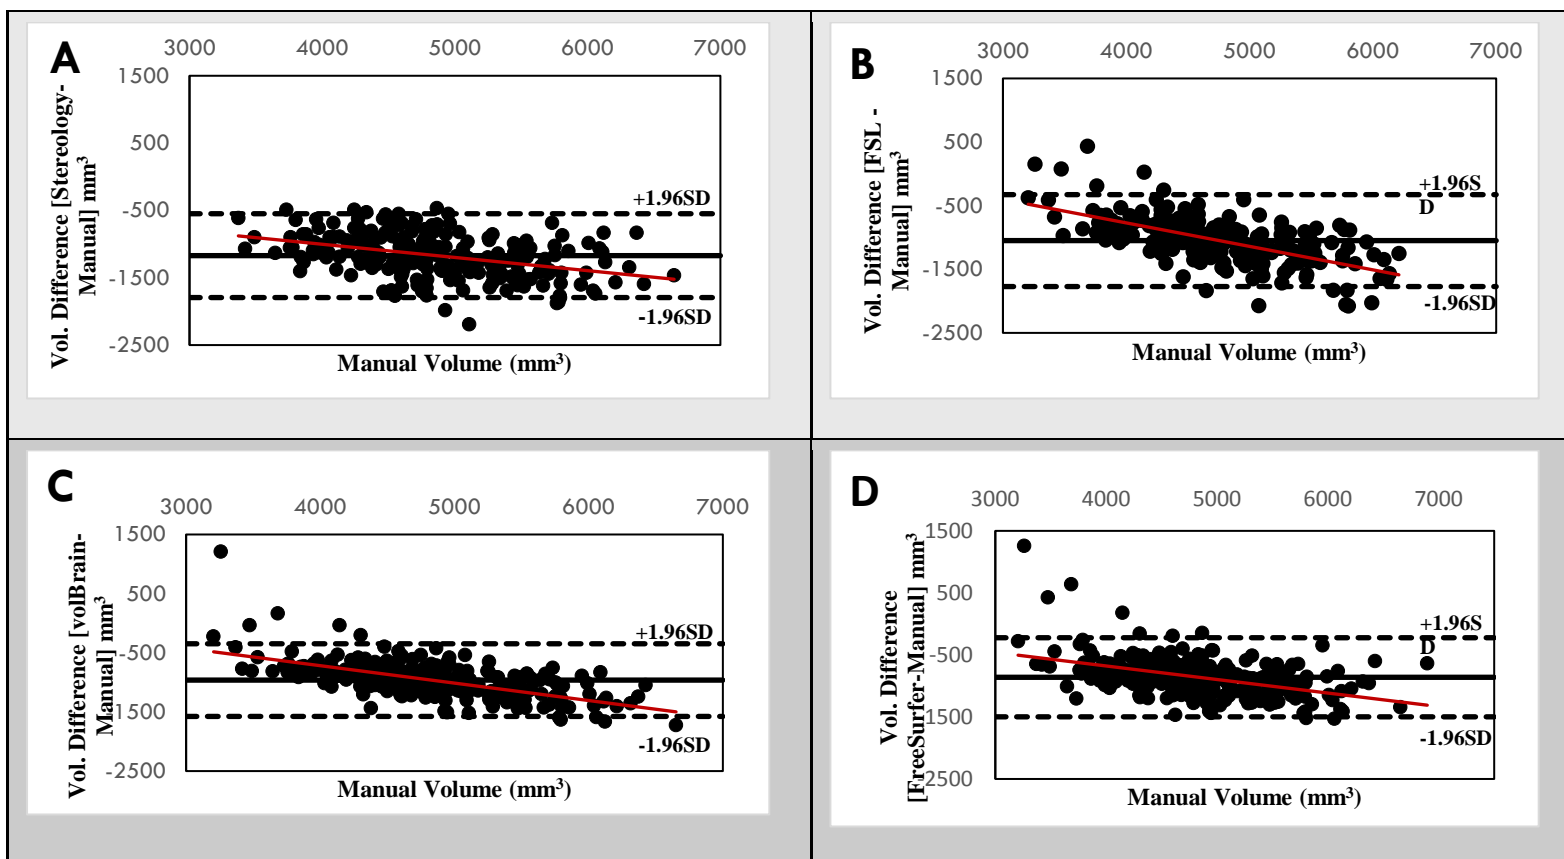 A
3000 4000 5000 6000 7000
1500
500
-500
-1500
-2500
Vol. Difference [Stereology-
Manual] mm³
+1.96SD
-1.96SD
Manual Volume (mm³)
B
3000 4000 5000 6000 7000
1500
500
-500
-1500
-2500
Vol. Difference [FSL -
Manual] mm³
+1.96S
D
-1.96SD
Manual Volume (mm³)
C
3000 4000 5000 6000 7000
1500
500
-500
-1500
-2500
Vol. Difference [volBrain-
Manual] mm³
+1.96SD
-1.96SD
Manual Volume (mm³)
D
3000 4000 5000 6000 7000
1500
500
-500
-1500
-2500
Vol. Difference
[FreeSurfer-Manual] mm³
+1.96S
D
-1.96SD
Manual Volume (mm³)